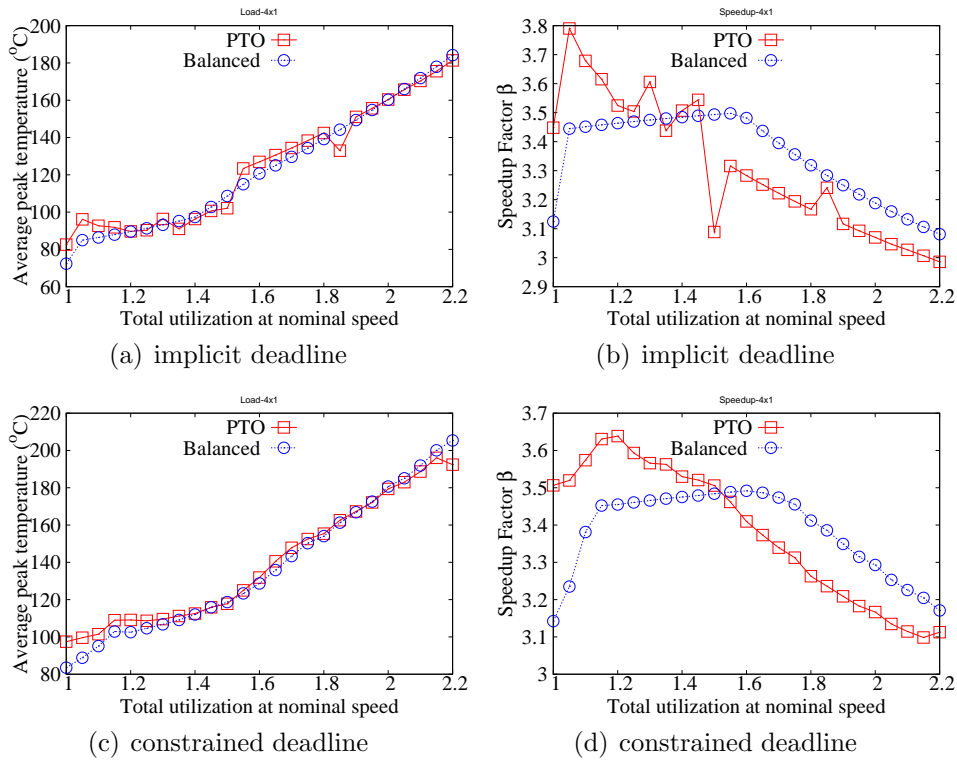 Load-4x1
200
180
160
140
120
100
80
60
1
1.2
1.4
1.6
1.8
2
2.2
Average peak temperature (°C)
Total utilization at nominal speed
PTO
Balanced
(a) implicit deadline
Speedup-4x1
3.8
3.7
3.6
3.5
3.4
3.3
3.2
3.1
3
2.9
1
1.2
1.4
1.6
1.8
2
2.2
Speedup Factor β
Total utilization at nominal speed
PTO
Balanced
(b) implicit deadline
Load-4x1
220
200
180
160
140
120
100
80
1
1.2
1.4
1.6
1.8
2
2.2
Average peak temperature (°C)
Total utilization at nominal speed
PTO
Balanced
(c) constrained deadline
Speedup-4x1
3.7
3.6
3.5
3.4
3.3
3.2
3.1
3
1
1.2
1.4
1.6
1.8
2
2.2
Speedup Factor β
Total utilization at nominal speed
PTO
Balanced
(d) constrained deadline